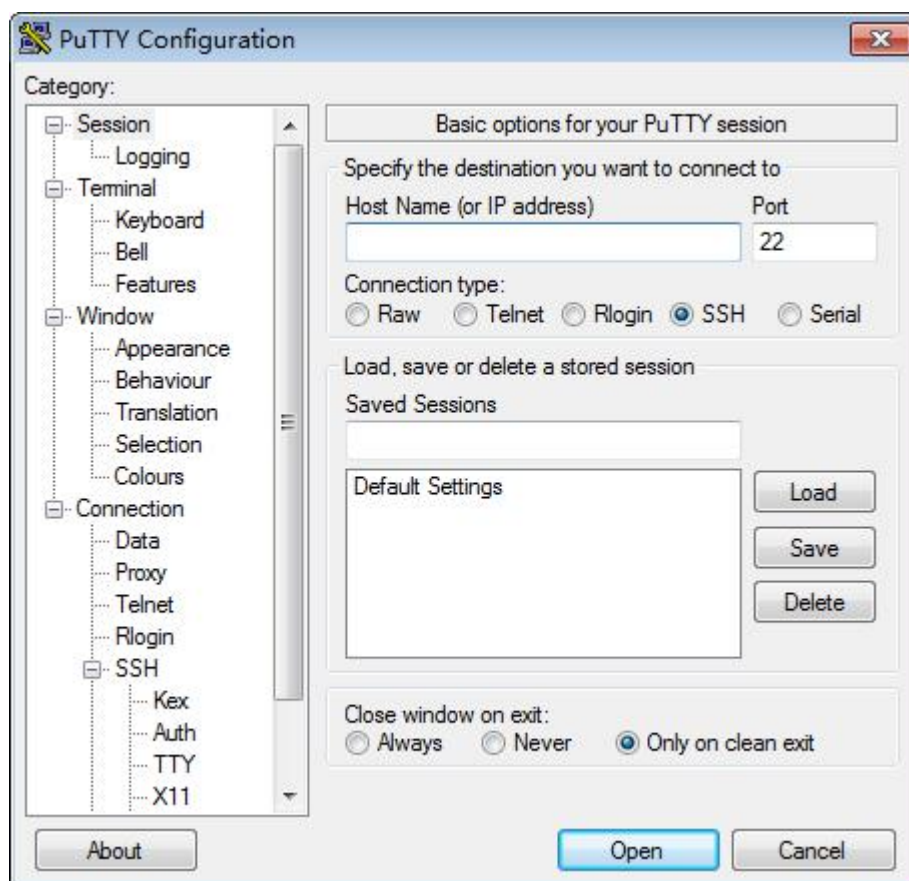 PuTTY Configuration
Category:
Session
Logging
Terminal
Keyboard
Bell
Features
Window
Appearance
Behaviour
Translation
Selection
Colours
Connection
Data
Proxy
Telnet
Rlogin
SSH
Kex
Auth
TTY
X11
Basic options for your PuTTY session
Specify the destination you want to connect to
Host Name (or IP address) Port
22
Connection type:
Raw Telnet Rlogin SSH Serial
Load, save or delete a stored session
Saved Sessions
Default Settings
Load
Save
Delete
Close window on exit:
Always Never Only on clean exit
About Open Cancel